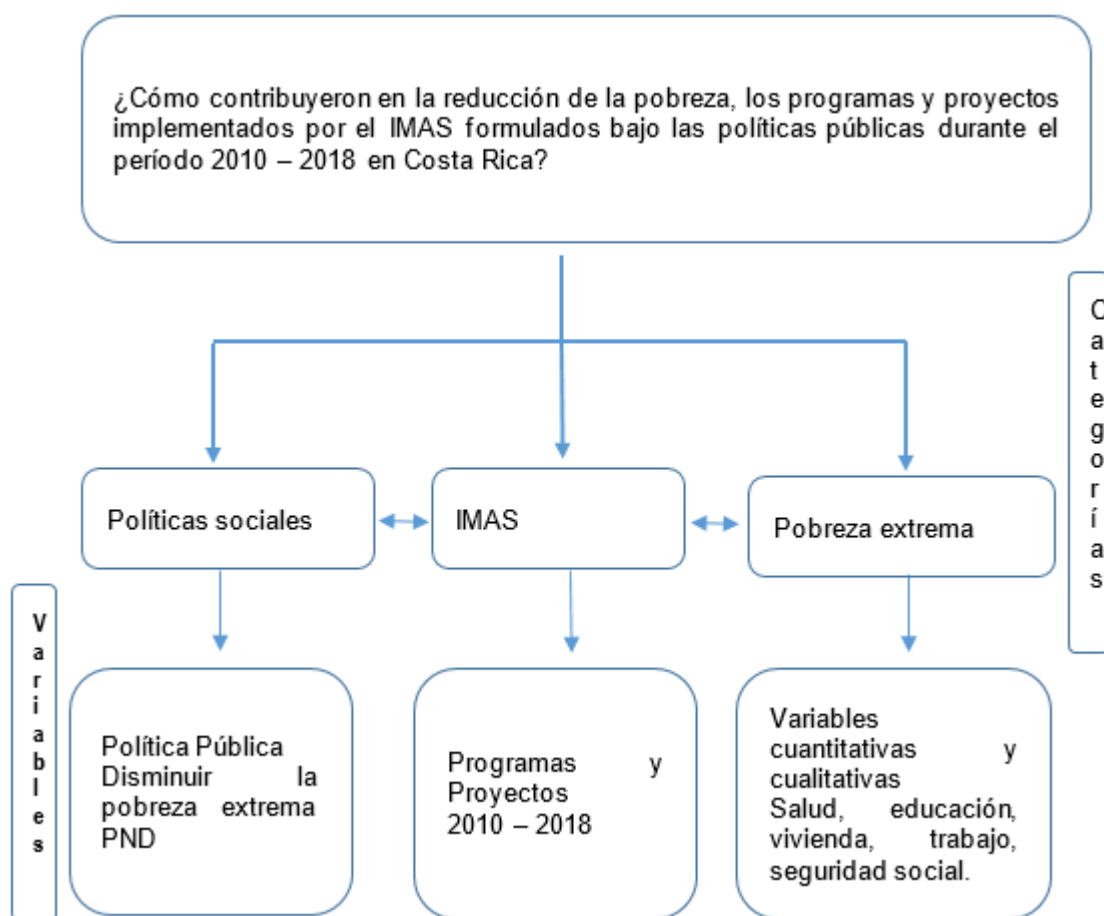 ¿Cómo contribuyeron en la reducción de la pobreza, los programas y proyectos
implementados por el IMAS formulados bajo las políticas públicas durante el
período 2010 – 2018 en Costa Rica?
Categorías
Políticas sociales
IMAS
Pobreza extrema
Variables
Política Pública
Disminuir la
pobreza extrema
PND
Programas y
Proyectos
2010 – 2018
Variables
cuantitativas y
cualitativas
Salud, educación,
vivienda, trabajo,
seguridad social.